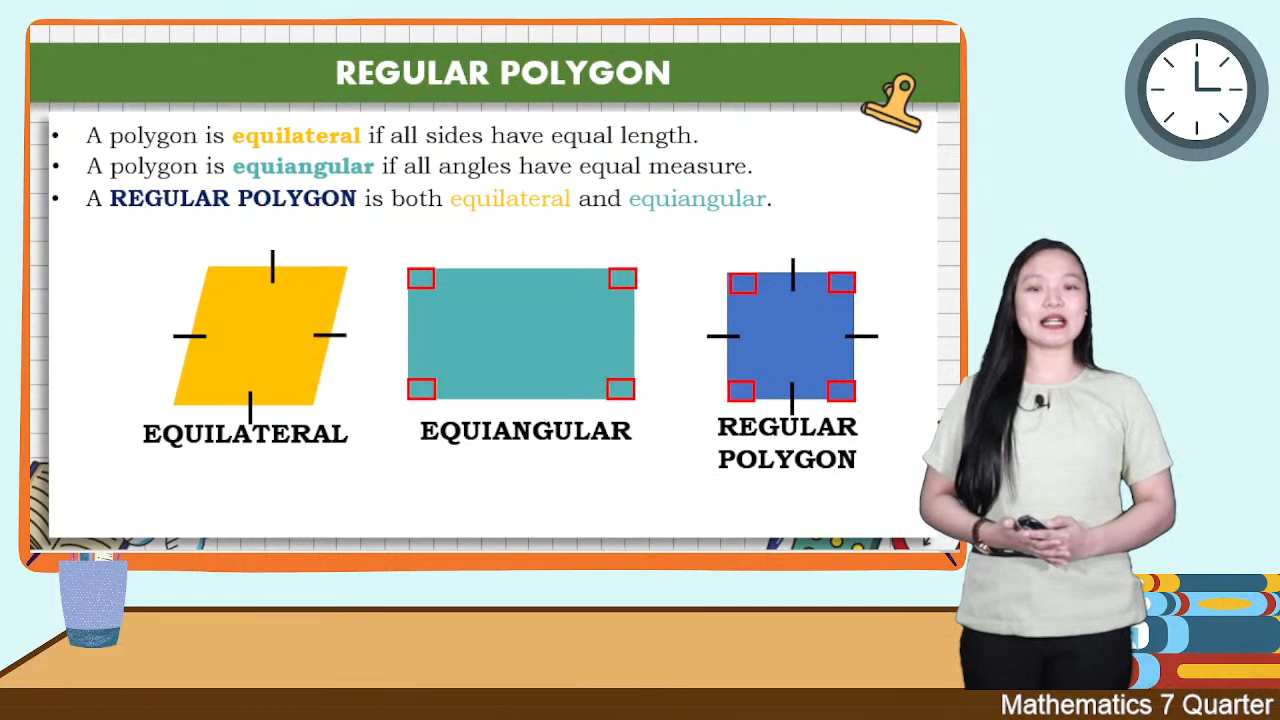 REGULAR POLYGON
• A polygon is equilateral if all sides have equal length.
• A polygon is equiangular if all angles have equal measure.
• A REGULAR POLYGON is both equilateral and equiangular.
EQUILATERAL
EQUIANGULAR
REGULAR
POLYGON
Mathematics 7 Quarter